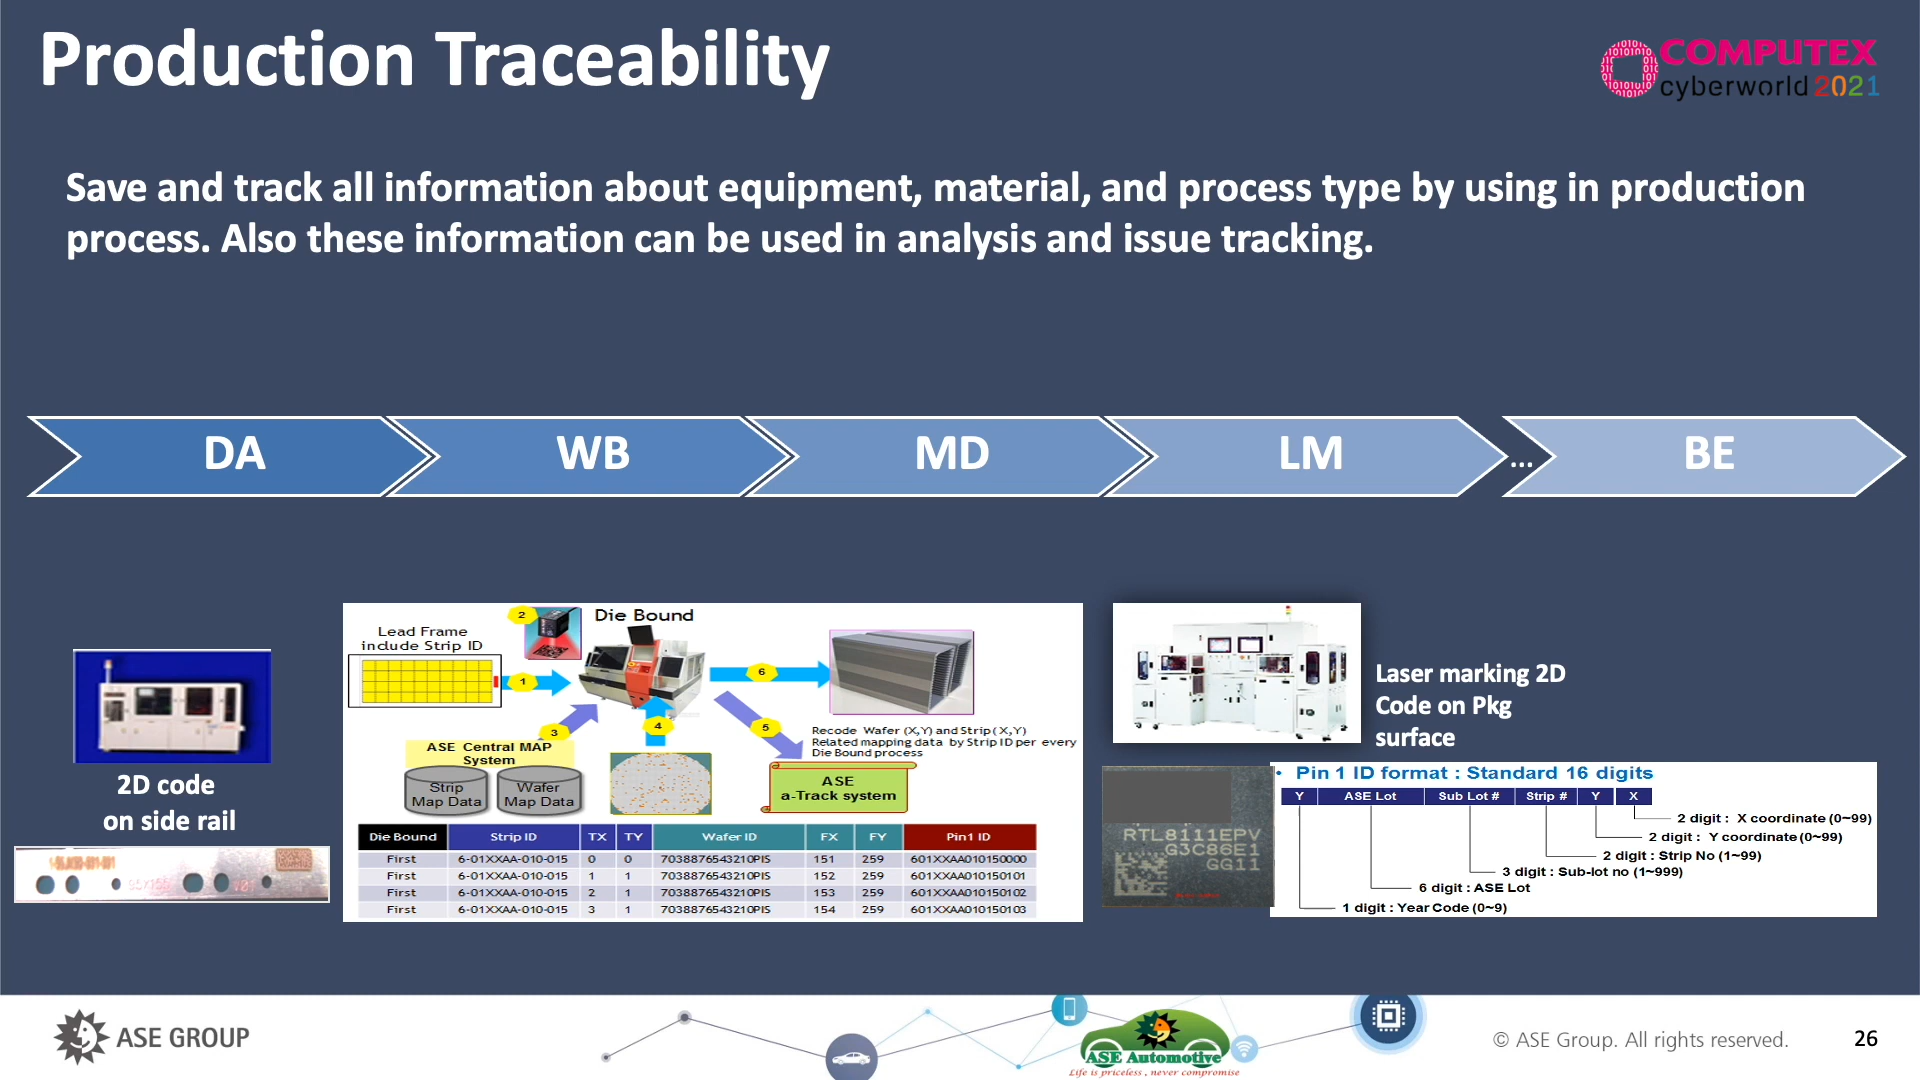 Production Traceability
COMPUTEX
cyberworld 2021
Save and track all information about equipment, material, and process type by using in production
process. Also these information can be used in analysis and issue tracking.
DA
WB
MD
LM
...
BE
2D code
on side rail
Lead Frame
include Strip ID
2
Die Bound
1
3
4
5
6
ASE Central MAP
System
Strip
Map Data
Wafer
Map Data
Recode Wafer (X,Y) and Strip (X,Y)
Related mapping data by Strip ID per every
Die Bound process
ASE
a-Track system
Die Bound Strip ID TX TY Wafer ID FX FY Pin1 ID
First 6-01XXAA-010-015 0 0 7038876543210PIS 151 259 601XXAA010150000
First 6-01XXAA-010-015 1 1 7038876543210PIS 152 259 601XXAA010150101
First 6-01XXAA-010-015 2 1 7038876543210PIS 153 259 601XXAA010150102
First 6-01XXAA-010-015 3 1 7038876543210PIS 154 259 601XXAA010150103
Laser marking 2D
Code on Pkg
surface
RTL8111EPV
G3C86E1
GG11
• Pin 1 ID format : Standard 16 digits
Y ASE Lot Sub Lot # Strip # Y X
2 digit : X coordinate (0~99)
2 digit : Y coordinate (0~99)
2 digit : Strip No (1~99)
3 digit : Sub-lot no (1~999)
6 digit : ASE Lot
1 digit : Year Code (0~9)
ASE GROUP
ASE Automotive
Life is priceless, never compromise
© ASE Group. All rights reserved.
26